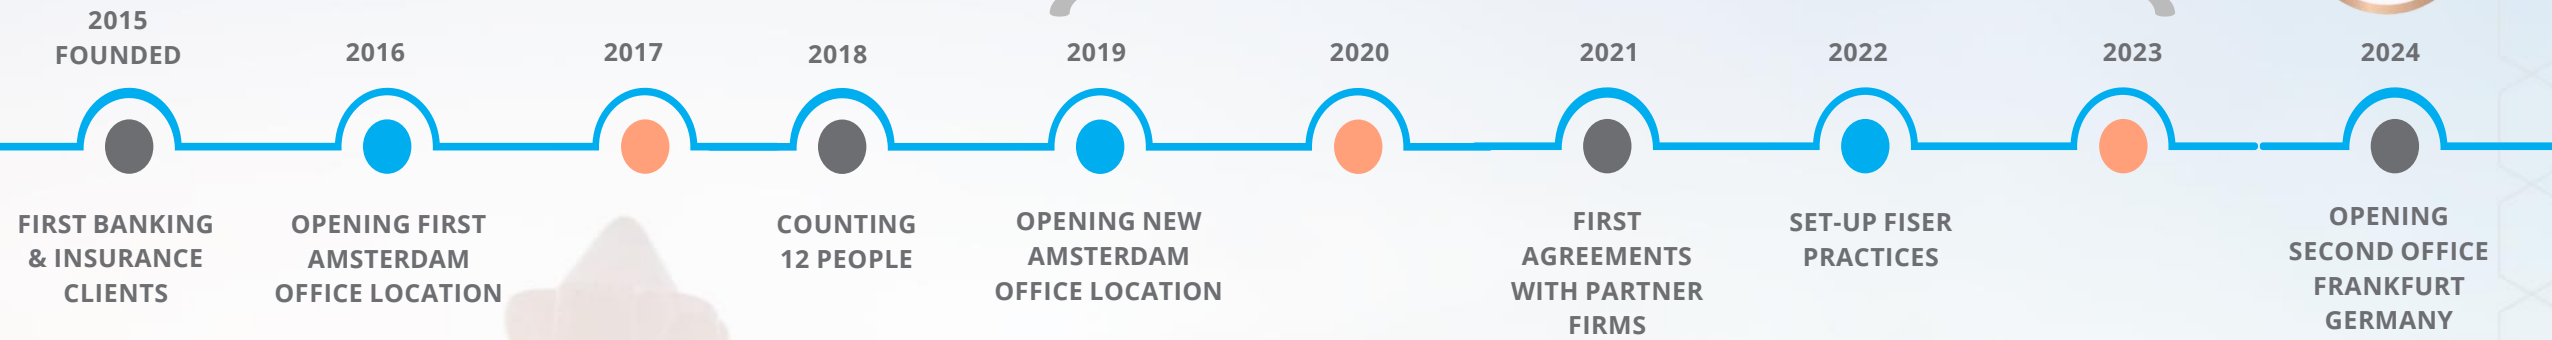 2015
FOUNDED
2016
2017
2018
2019
2020
2021
2022
2023
2024
FIRST BANKING
& INSURANCE
CLIENTS
OPENING FIRST
AMSTERDAM
OFFICE LOCATION
COUNTING
12 PEOPLE
OPENING NEW
AMSTERDAM
OFFICE LOCATION
FIRST
AGREEMENTS
WITH PARTNER
FIRMS
SET-UP FISER
PRACTICES
OPENING
SECOND OFFICE
FRANKFURT
GERMANY